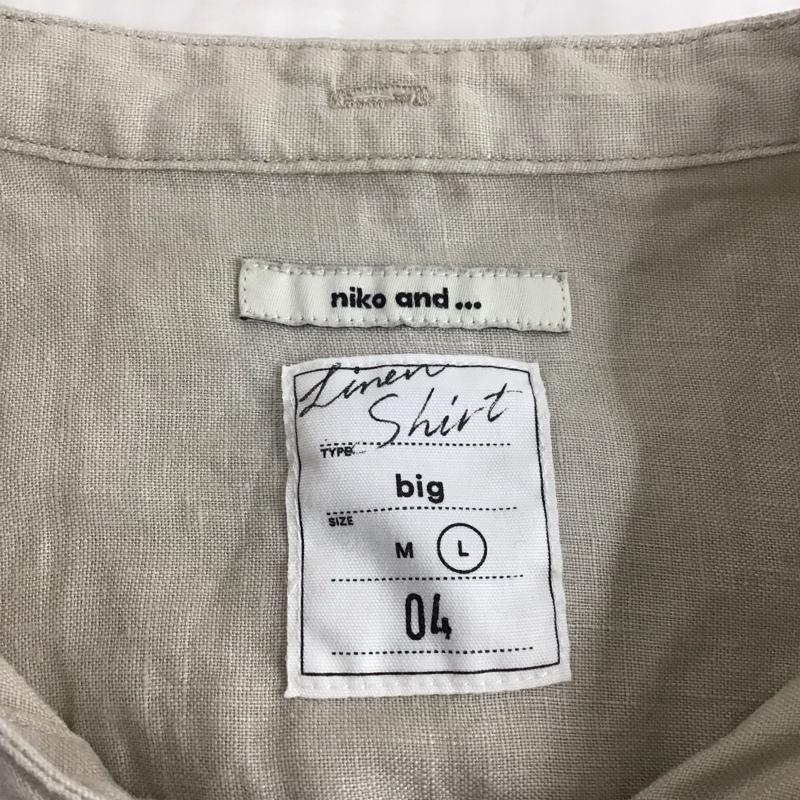 niko and ...
Linen
Shirt
TYPE
big
SIZE
M L
04